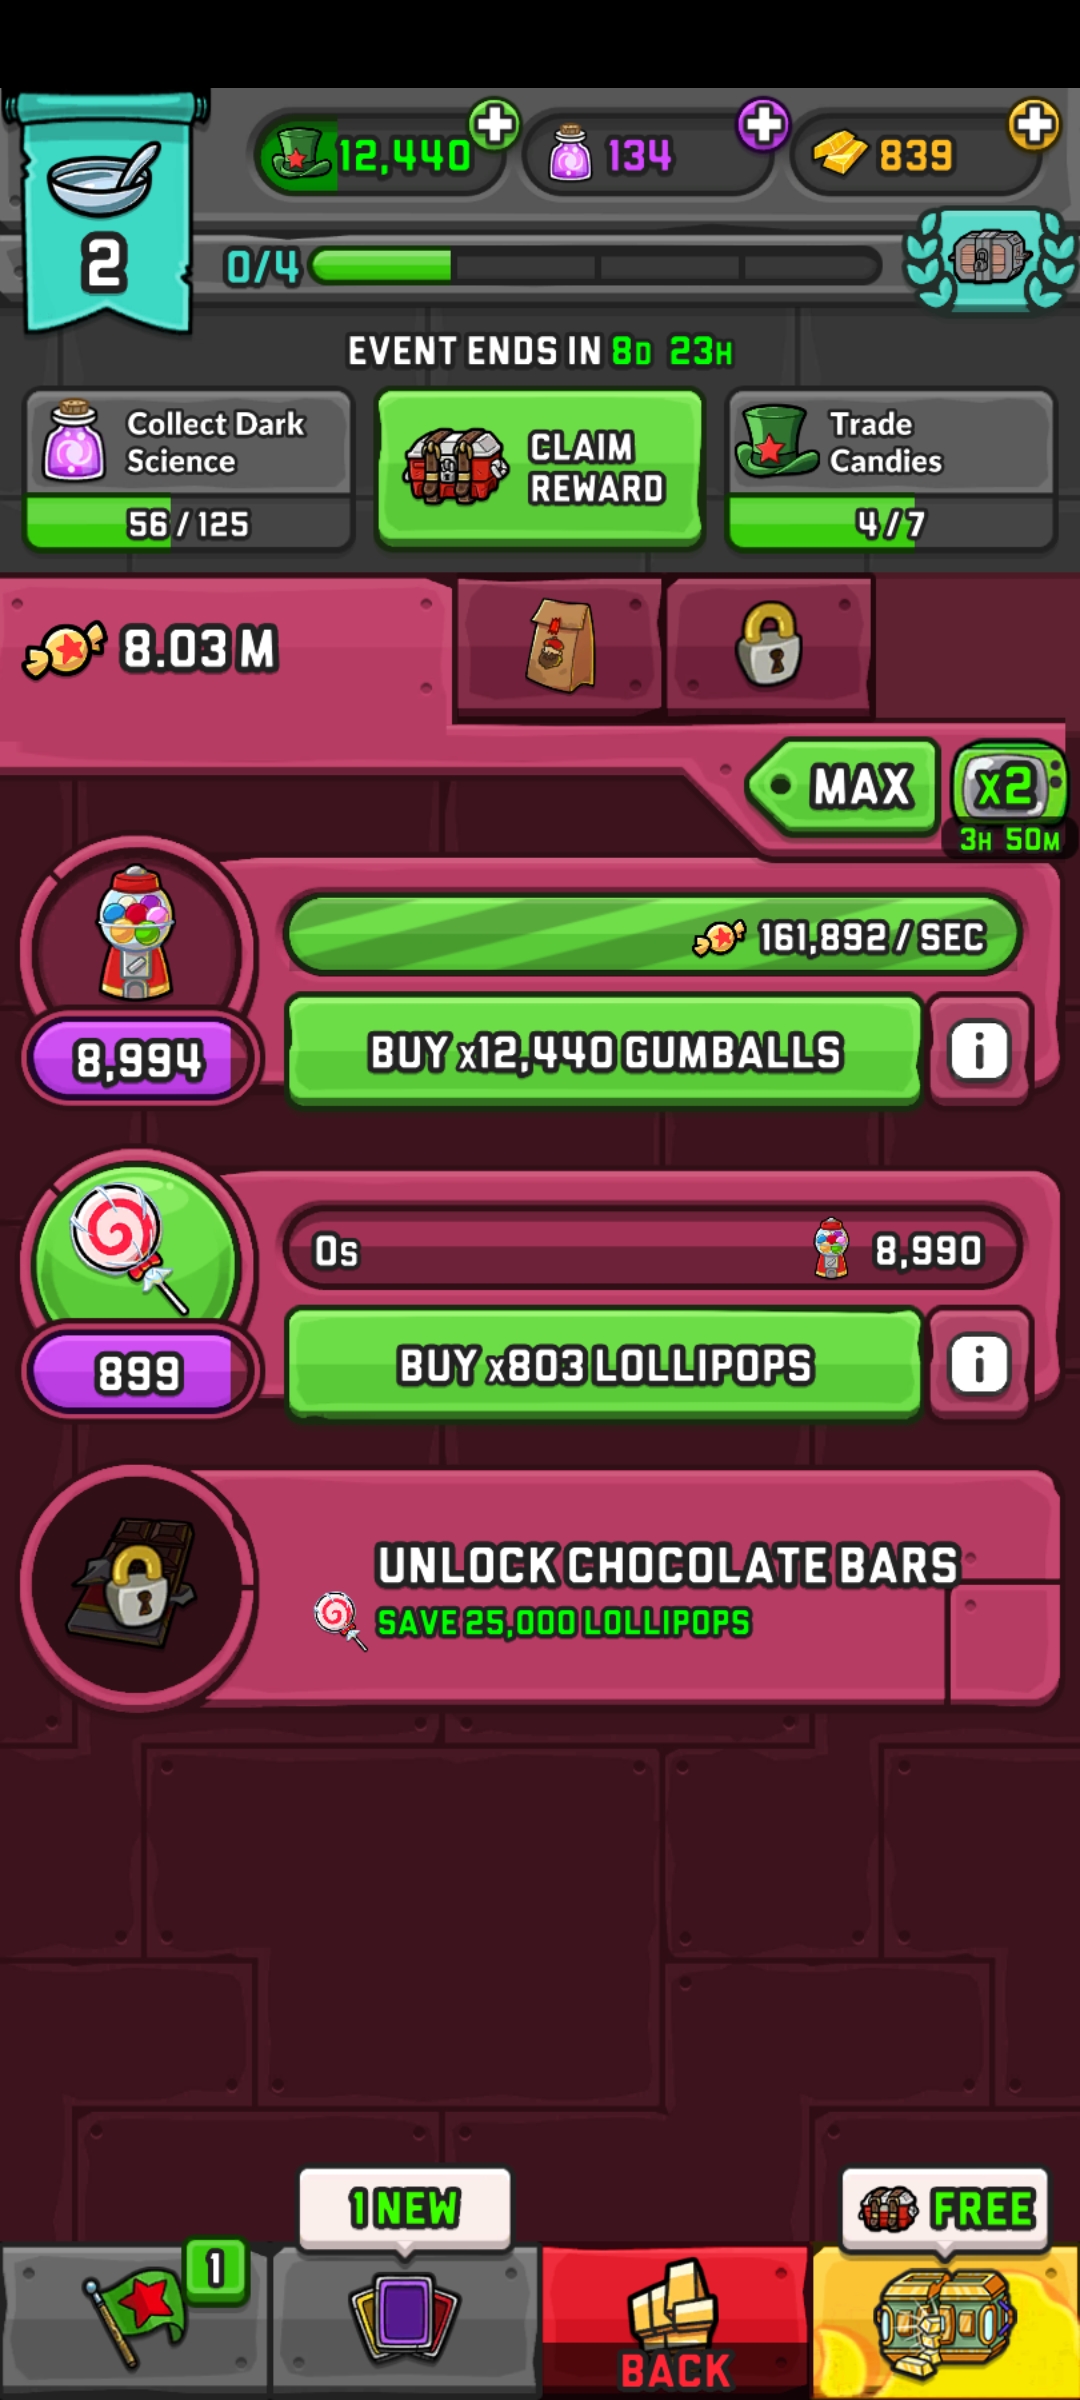 12,440
134
839
2
0/4
EVENT ENDS IN 8D 23H
Collect Dark
Science
56 / 125
CLAIM
REWARD
Trade
Candies
4 / 7
8.03 M
MAX
x2
3H 50M
161,892 / SEC
8,994
BUY x12,440 GUMBALLS
i
0s
8,990
899
BUY x803 LOLLIPOPS
i
UNLOCK CHOCOLATE BARS
SAVE 25,000 LOLLIPOPS
1 NEW
FREE
1
BACK